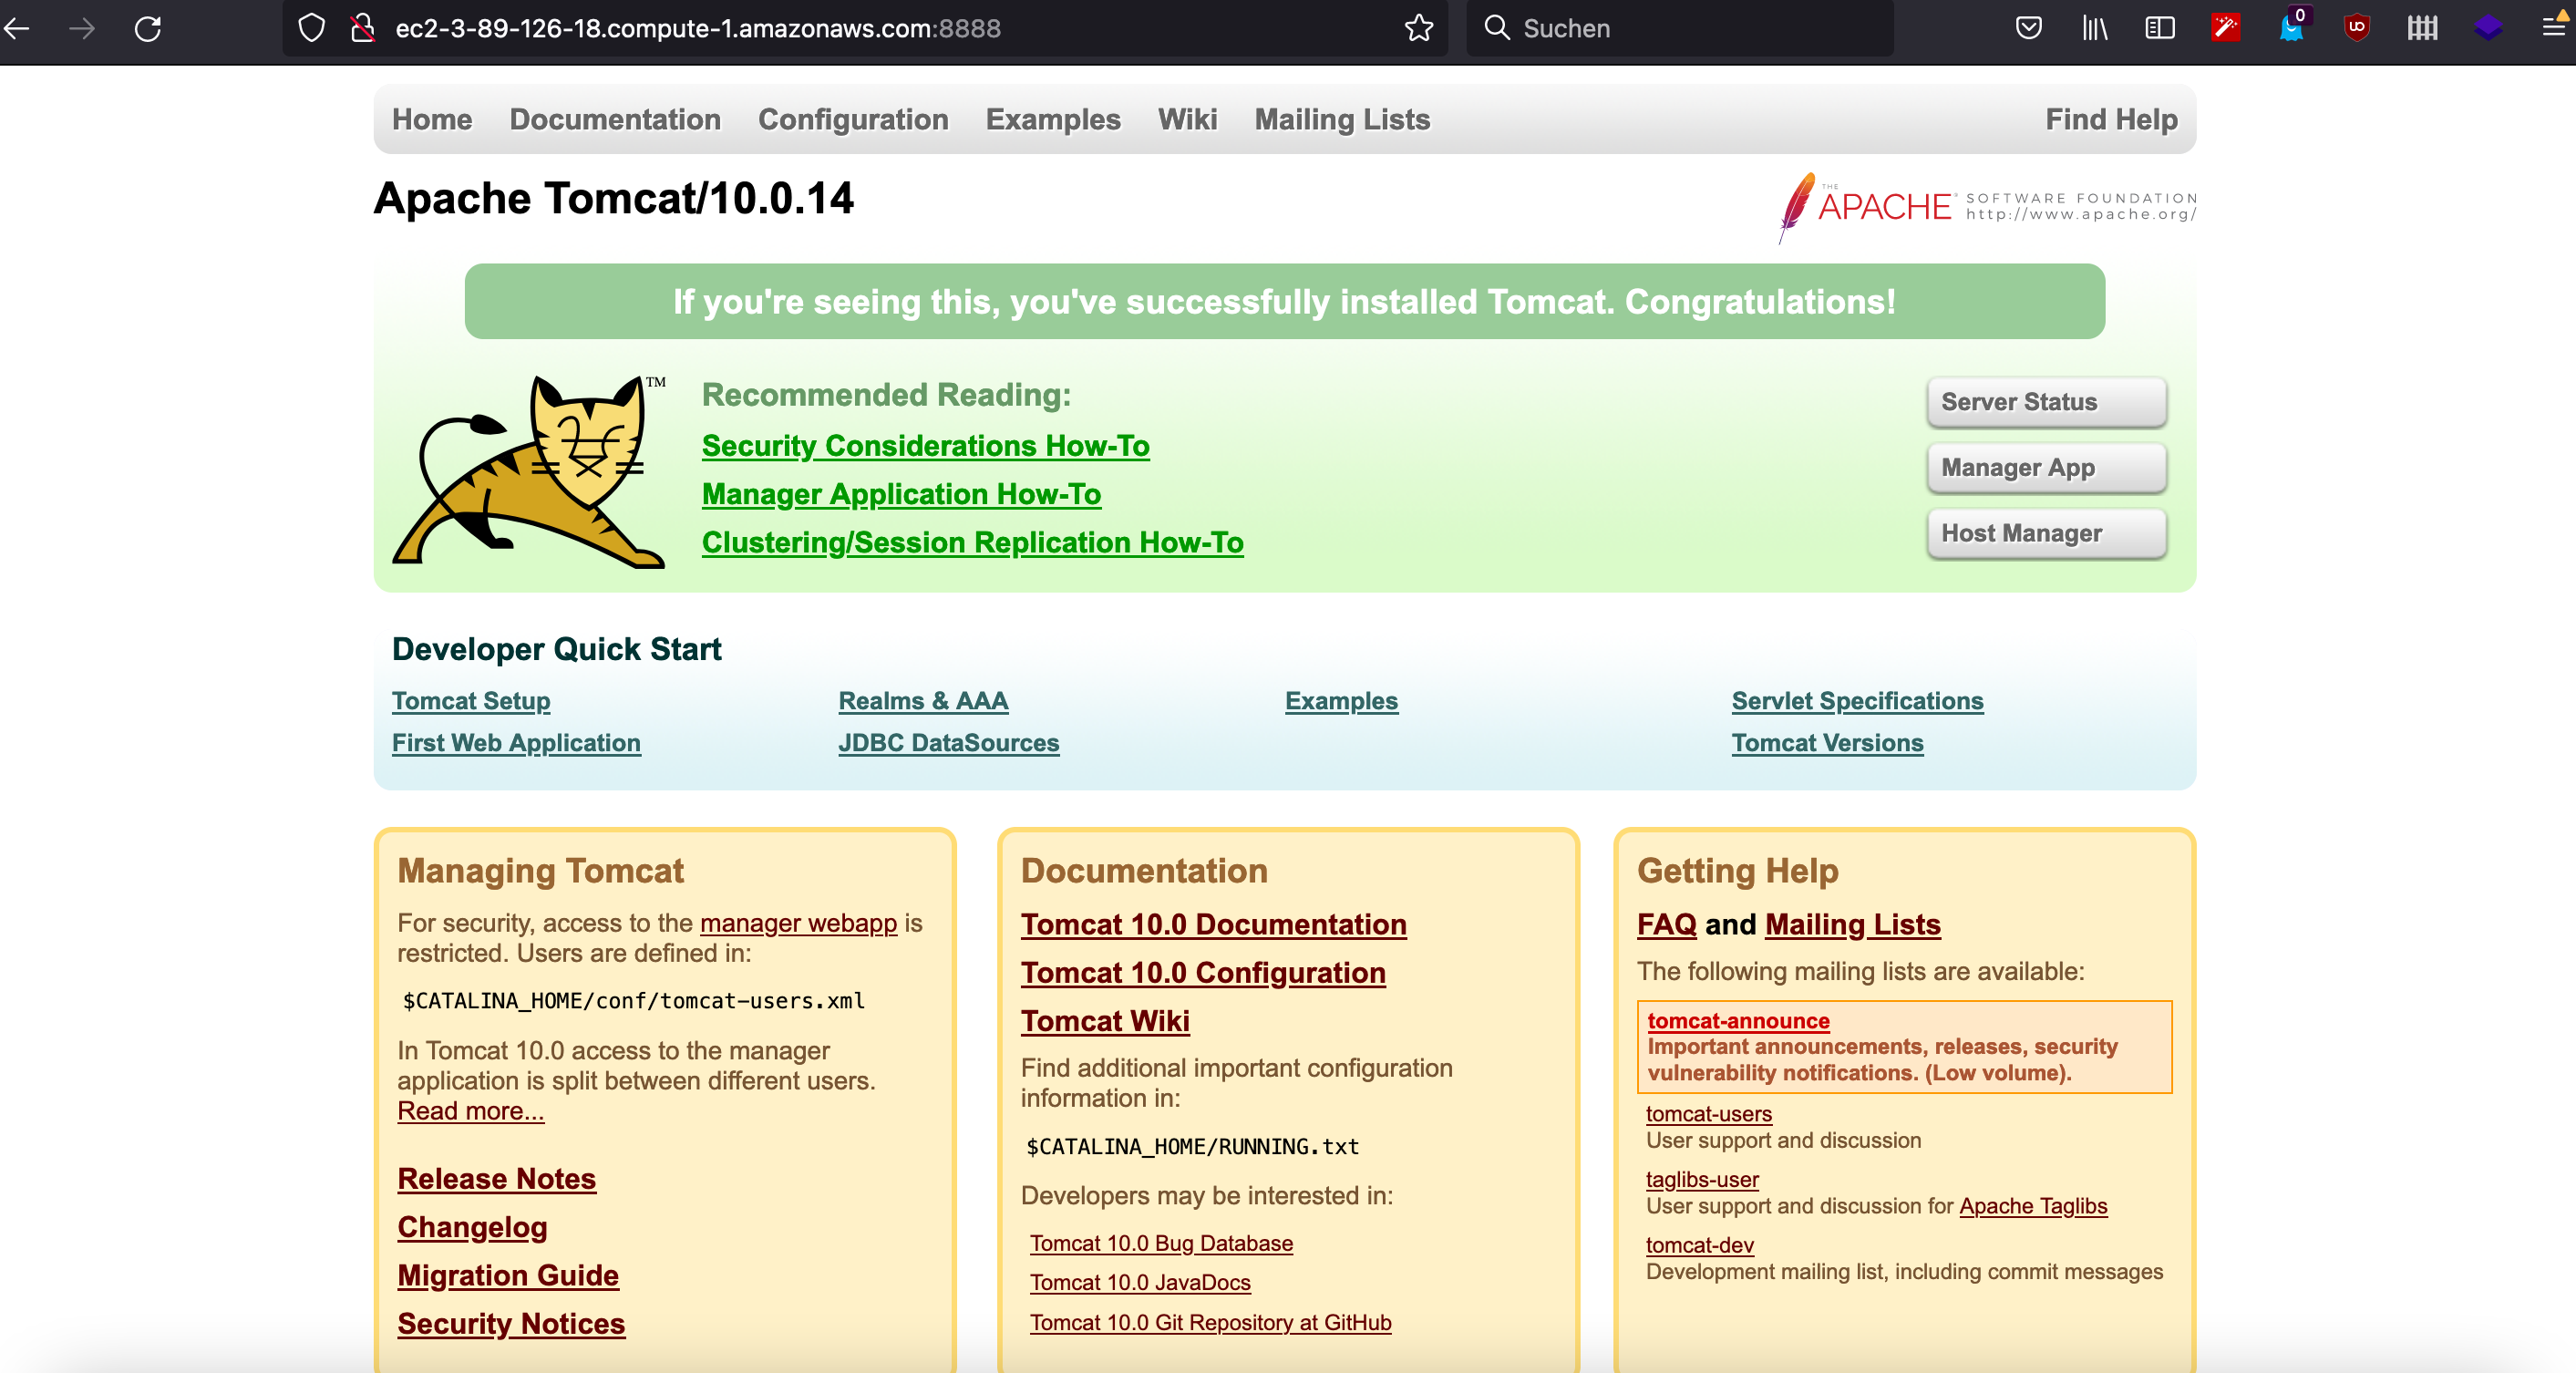 ec2-3-89-126-18.compute-1.amazonaws.com:8888
Suchen
0
Home Documentation Configuration Examples Wiki Mailing Lists Find Help
Apache Tomcat/10.0.14
THE APACHE SOFTWARE FOUNDATION
http://www.apache.org/
If you're seeing this, you've successfully installed Tomcat. Congratulations!
TM
Recommended Reading:
Security Considerations How-To
Manager Application How-To
Clustering/Session Replication How-To
Server Status
Manager App
Host Manager
Developer Quick Start
Tomcat Setup
First Web Application
Realms & AAA
JDBC DataSources
Examples
Servlet Specifications
Tomcat Versions
Managing Tomcat
For security, access to the manager webapp is
restricted. Users are defined in:
$CATALINA_HOME/conf/tomcat-users.xml
In Tomcat 10.0 access to the manager
application is split between different users.
Read more...
Release Notes
Changelog
Migration Guide
Security Notices
Documentation
Tomcat 10.0 Documentation
Tomcat 10.0 Configuration
Tomcat Wiki
Find additional important configuration
information in:
$CATALINA_HOME/RUNNING.txt
Developers may be interested in:
Tomcat 10.0 Bug Database
Tomcat 10.0 JavaDocs
Tomcat 10.0 Git Repository at GitHub
Getting Help
FAQ and Mailing Lists
The following mailing lists are available:
tomcat-announce
Important announcements, releases, security
vulnerability notifications. (Low volume).
tomcat-users
User support and discussion
taglibs-user
User support and discussion for Apache Taglibs
tomcat-dev
Development mailing list, including commit messages